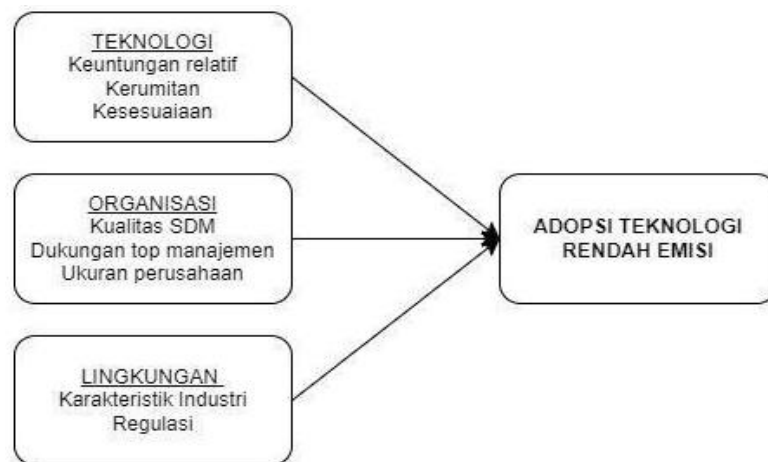 TEKNOLOGI
Keuntungan relatif
Kerumitan
Kesesuaiaan
ORGANISASI
Kualitas SDM
Dukungan top manajemen
Ukuran perusahaan
LINGKUNGAN
Karakteristik Industri
Regulasi
ADOPSI TEKNOLOGI
RENDAH EMISI